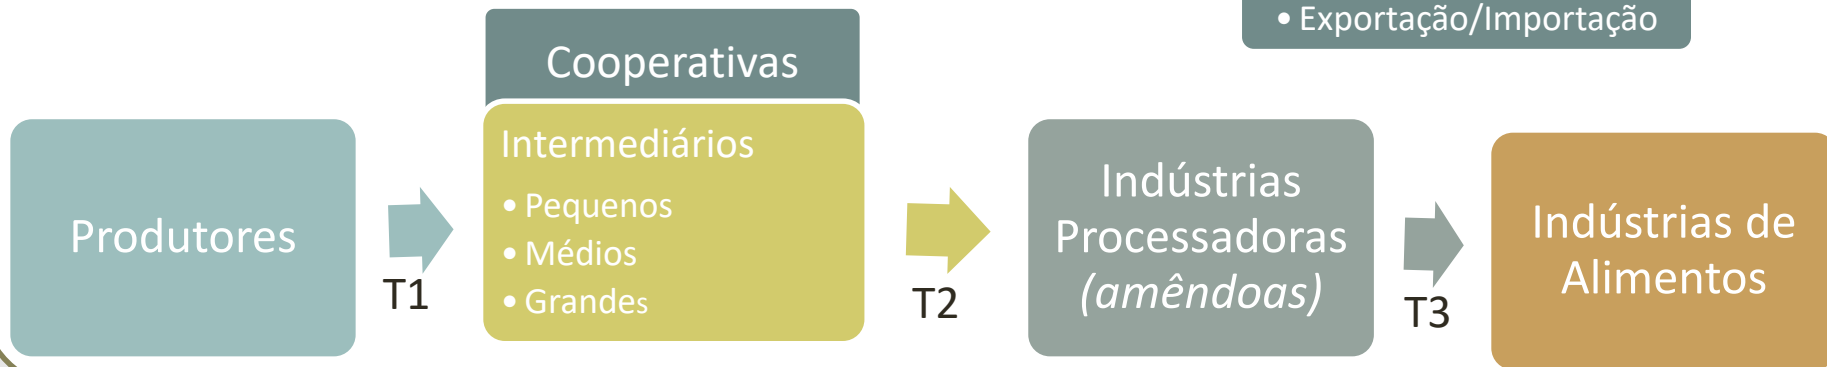 • Exportação/Importação
Cooperativas
Produtores
T1
Intermediários
• Pequenos
• Médios
• Grandes
T2
Indústrias
Processadoras
(amêndoas)
T3
Indústrias de
Alimentos